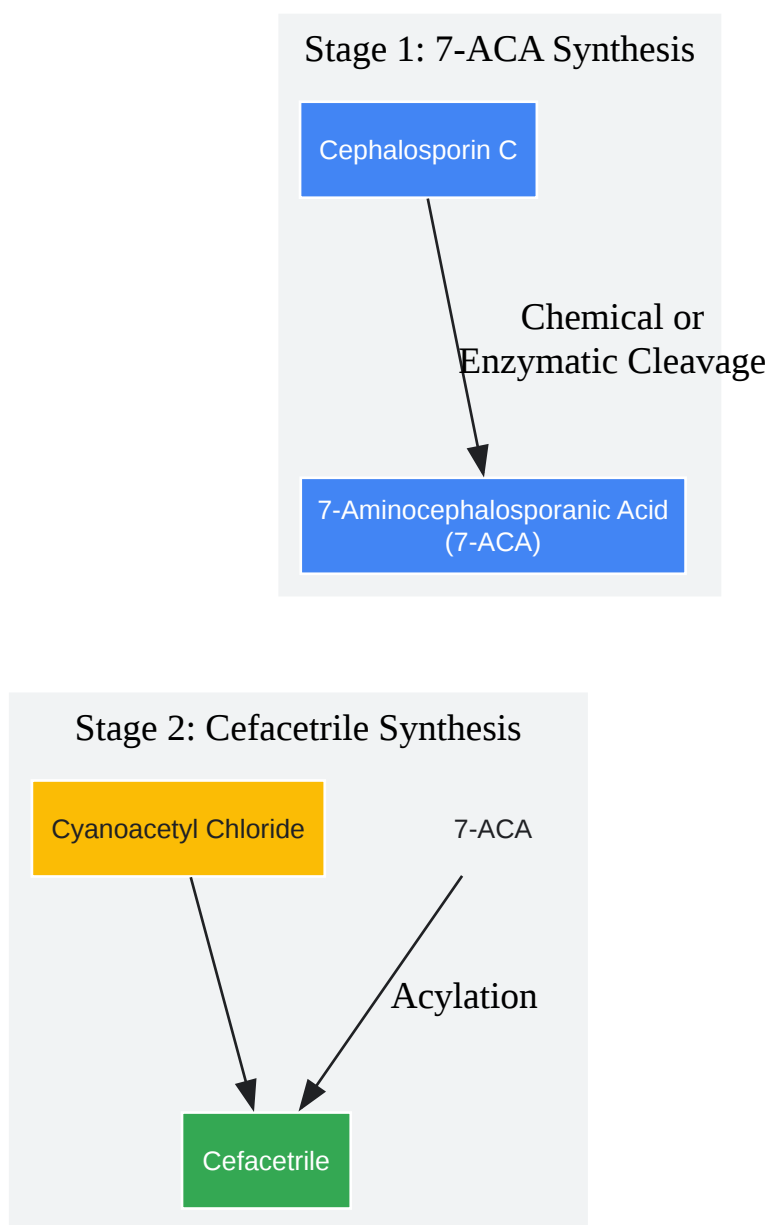 Stage 1: 7-ACA Synthesis
Cephalosporin C
Chemical or
Enzymatic Cleavage
7-Aminocephalosporanic Acid
(7-ACA)
Stage 2: Cefacetrile Synthesis
Cyanoacetyl Chloride
7-ACA
Acylation
Cefacetrile